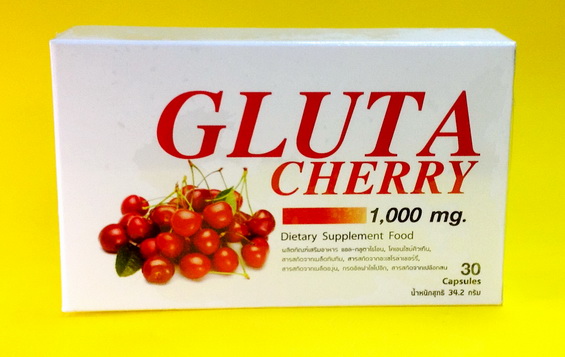 GLUTA
CHERRY
1,000 mg.
Dietary Supplement Food
ผลิตภัณฑ์เสริมอาหาร แอล-กลูตาไธโอน, โคเอนไซม์คิวเท็น,
สารสกัดจากเมล็ดทับทิม, สารสกัดจากอะเซโรลาเชอร์รี่,
สารสกัดจากเมล็ดองุ่น, กรดอัลฟาไลโปอิก, สารสกัดจากเปลือกสน
30
Capsules
น้ำหนักสุทธิ 34.2 กรัม